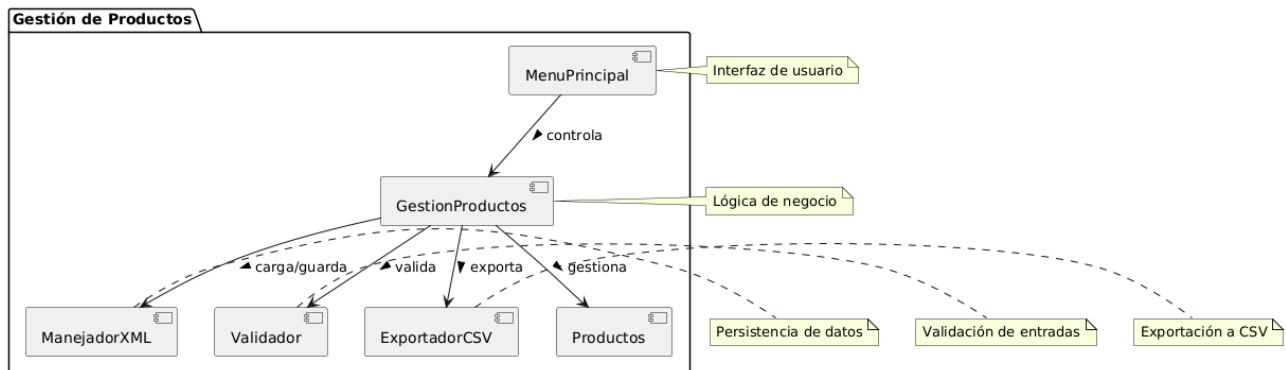 Gestión de Productos
MenuPrincipal
Interfaz de usuario
controla
GestionProductos
Lógica de negocio
carga/guarda
valida
exporta
gestiona
ManejadorXML
Validador
ExportadorCSV
Productos
Persistencia de datos
Validación de entradas
Exportación a CSV